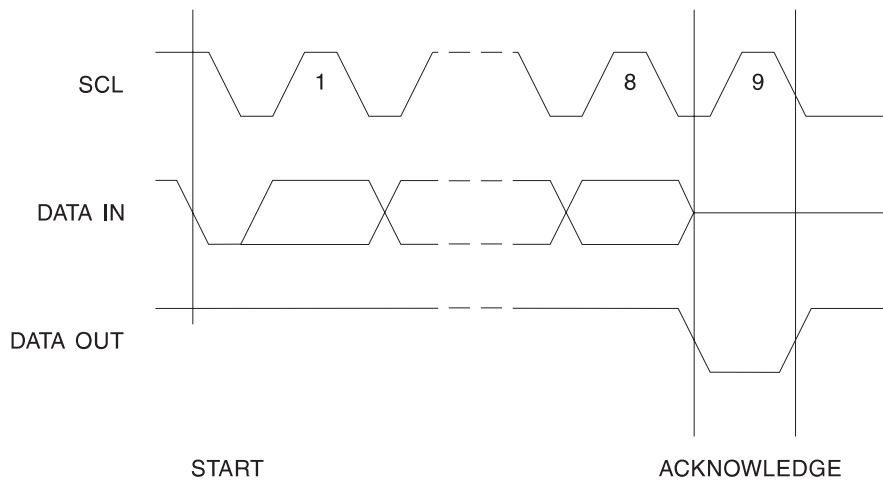 SCL
1
8
9
DATA IN
DATA OUT
START
ACKNOWLEDGE